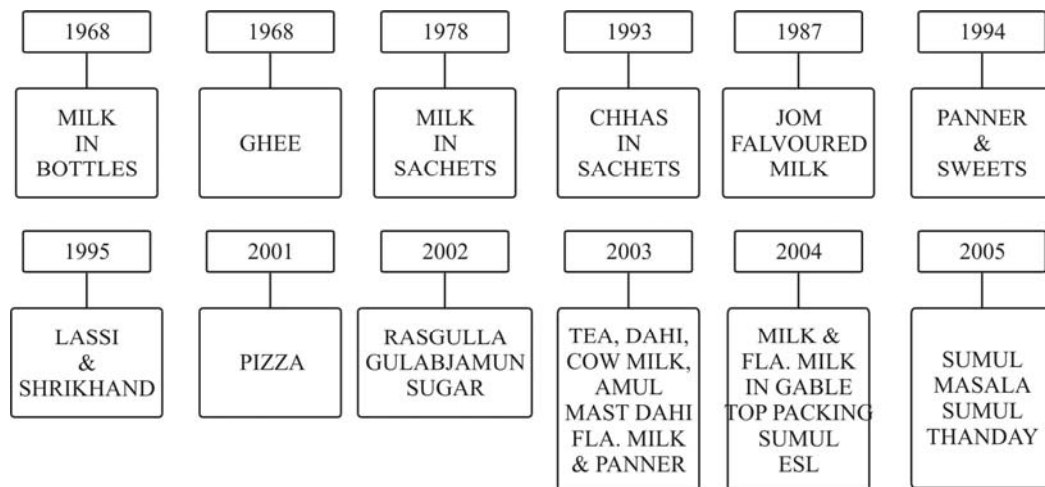 1968
MILK
IN
BOTTLES
1968
GHEE
1978
MILK
IN
SACHETS
1993
CHHAS
IN
SACHETS
1987
JOM
FALVOURED
MILK
1994
PANNER
&
SWEETS
1995
LASSI
&
SHRIKHAND
2001
PIZZA
2002
RASGULLA
GULABJAMUN
SUGAR
2003
TEA, DAHI,
COW MILK,
AMUL
MAST DAHI
FLA. MILK
& PANNER
2004
MILK &
FLA. MILK
IN GABLE
TOP PACKING
SUMUL
ESL
2005
SUMUL
MASALA
SUMUL
THANDAY